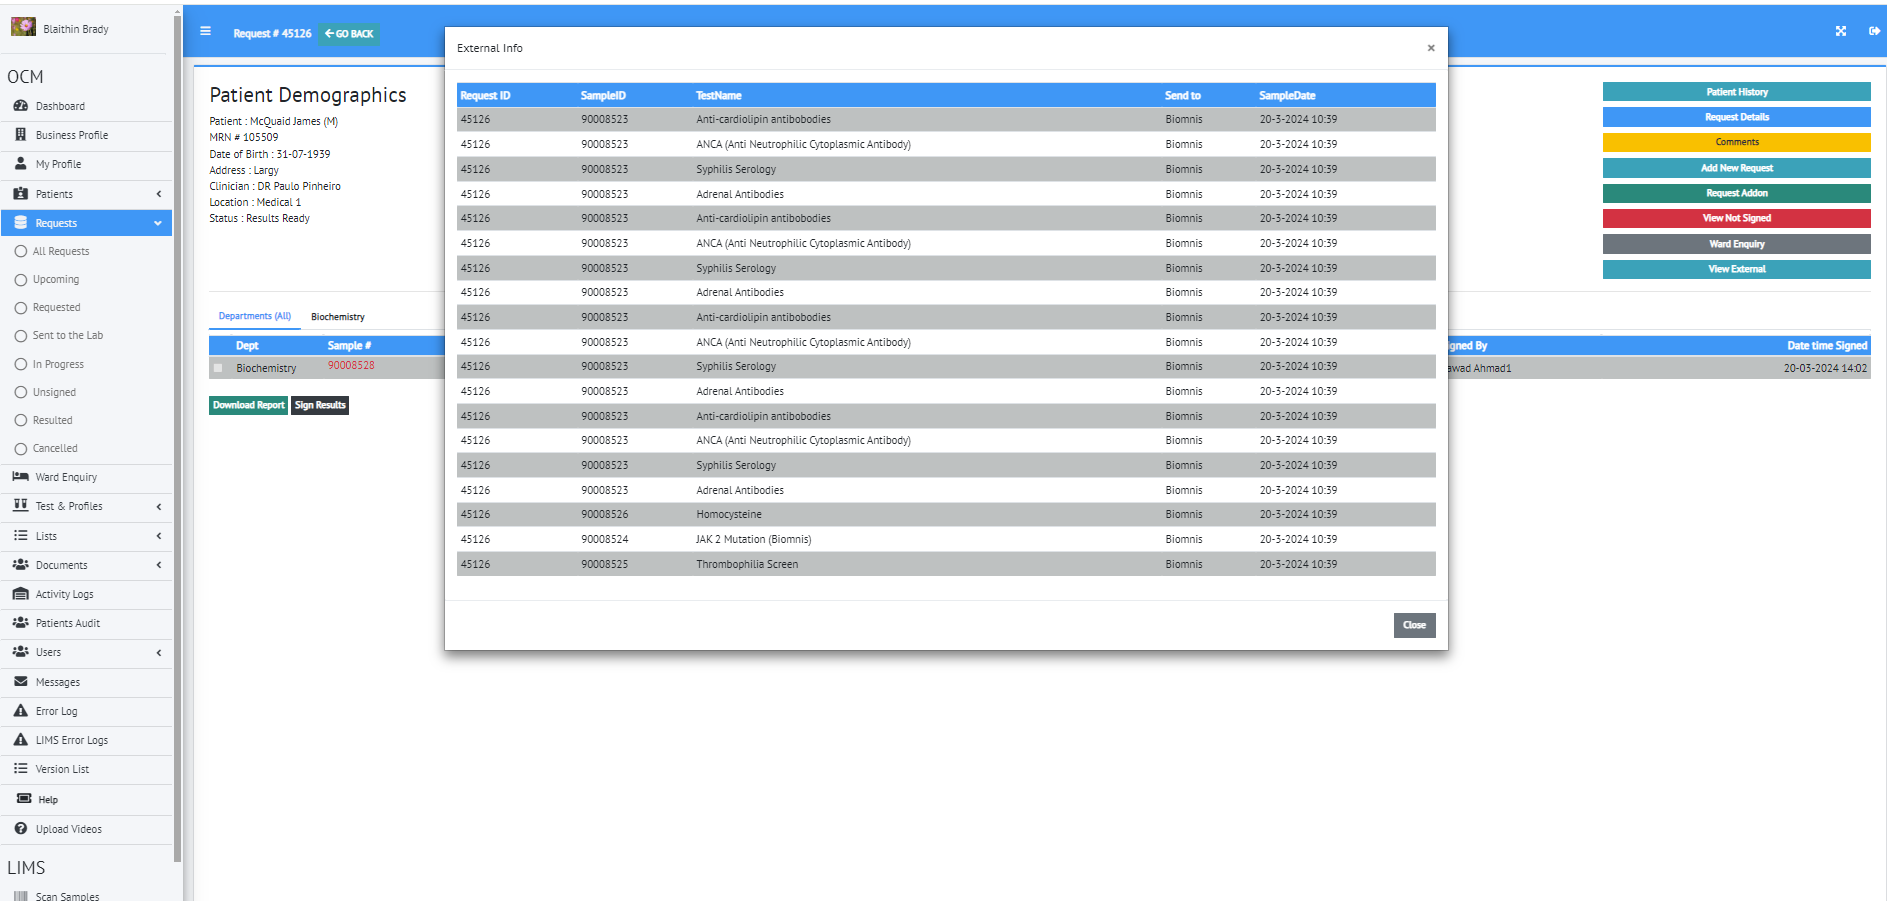 Blaithin Brady
OCM
Dashboard
Business Profile
My Profile
Patients
Requests
All Requests
Upcoming
Requested
Sent to the Lab
In Progress
Unsigned
Resulted
Cancelled
Ward Enquiry
Test & Profiles
Lists
Documents
Activity Logs
Patients Audit
Users
Messages
Error Log
LIMS Error Logs
Version List
Help
Upload Videos
LIMS
Scan Samples
Request # 45126 GO BACK
Patient Demographics
Patient : McQuaid James (M)
MRN # 105509
Date of Birth : 31-07-1939
Address : Largy
Clinician : DR Paulo Pinheiro
Location : Medical 1
Status : Results Ready
Departments (All) Biochemistry
Dept Sample #
Biochemistry 90008528
Download Report Sign Results
External Info ×
Request ID SampleID TestName Send to SampleDate
45126 90008523 Anti-cardiolipin antibobodies Biomnis 20-3-2024 10:39
45126 90008523 ANCA (Anti Neutrophilic Cytoplasmic Antibody) Biomnis 20-3-2024 10:39
45126 90008523 Syphilis Serology Biomnis 20-3-2024 10:39
45126 90008523 Adrenal Antibodies Biomnis 20-3-2024 10:39
45126 90008523 Anti-cardiolipin antibobodies Biomnis 20-3-2024 10:39
45126 90008523 ANCA (Anti Neutrophilic Cytoplasmic Antibody) Biomnis 20-3-2024 10:39
45126 90008523 Syphilis Serology Biomnis 20-3-2024 10:39
45126 90008523 Adrenal Antibodies Biomnis 20-3-2024 10:39
45126 90008523 Anti-cardiolipin antibobodies Biomnis 20-3-2024 10:39
45126 90008523 ANCA (Anti Neutrophilic Cytoplasmic Antibody) Biomnis 20-3-2024 10:39
45126 90008523 Syphilis Serology Biomnis 20-3-2024 10:39
45126 90008523 Adrenal Antibodies Biomnis 20-3-2024 10:39
45126 90008523 Anti-cardiolipin antibobodies Biomnis 20-3-2024 10:39
45126 90008523 ANCA (Anti Neutrophilic Cytoplasmic Antibody) Biomnis 20-3-2024 10:39
45126 90008523 Syphilis Serology Biomnis 20-3-2024 10:39
45126 90008523 Adrenal Antibodies Biomnis 20-3-2024 10:39
45126 90008526 Homocysteine Biomnis 20-3-2024 10:39
45126 90008524 JAK 2 Mutation (Biomnis) Biomnis 20-3-2024 10:39
45126 90008525 Thrombophilia Screen Biomnis 20-3-2024 10:39
Close
Patient History
Request Details
Comments
Add New Request
Request Addon
View Not Signed
Ward Enquiry
View External
gned By Date time Signed
awad Ahmad1 20-03-2024 14:02